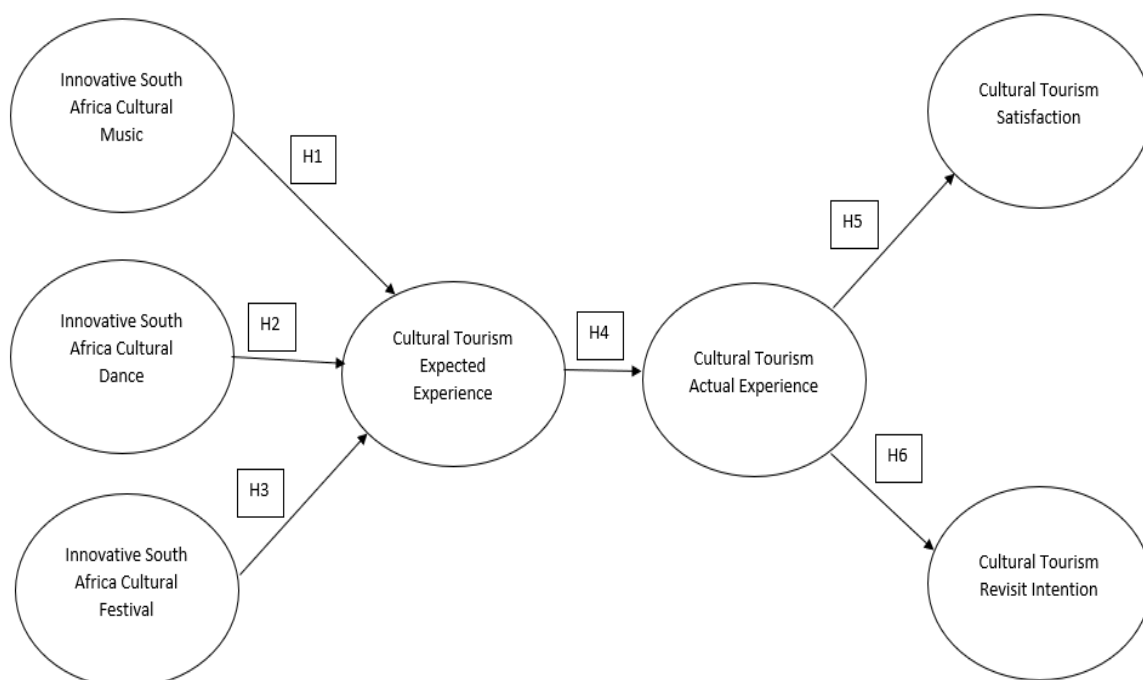 Innovative South
Africa Cultural
Music
H1
Innovative South
Africa Cultural
Dance
H2
Innovative South
Africa Cultural
Festival
H3
Cultural Tourism
Expected
Experience
H4
Cultural Tourism
Actual Experience
H5
Cultural Tourism
Satisfaction
H6
Cultural Tourism
Revisit Intention